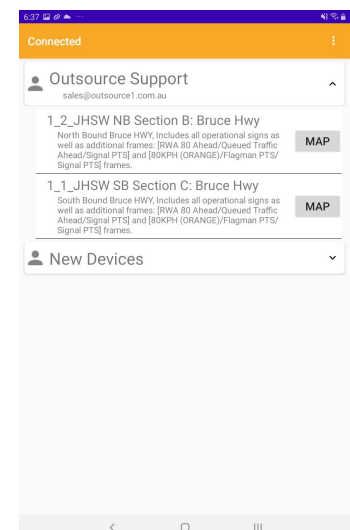 6:37
Connected
Outsource Support
sales@outsource1.com.au
1_2_JHSW NB Section B: Bruce Hwy
North Bound Bruce HWY, Includes all operational signs as
well as additional frames: [RWA 80 Ahead/Queued Traffic
Ahead/Signal PTS] and [80KPH (ORANGE)/Flagman PTS/
Signal PTS] frames.
MAP
1_1_JHSW SB Section C: Bruce Hwy
South Bound Bruce HWY, Includes all operational signs as
well as additional frames: [RWA 80 Ahead/Queued Traffic
Ahead/Signal PTS] and [80KPH (ORANGE)/Flagman PTS/
Signal PTS] frames.
MAP
New Devices